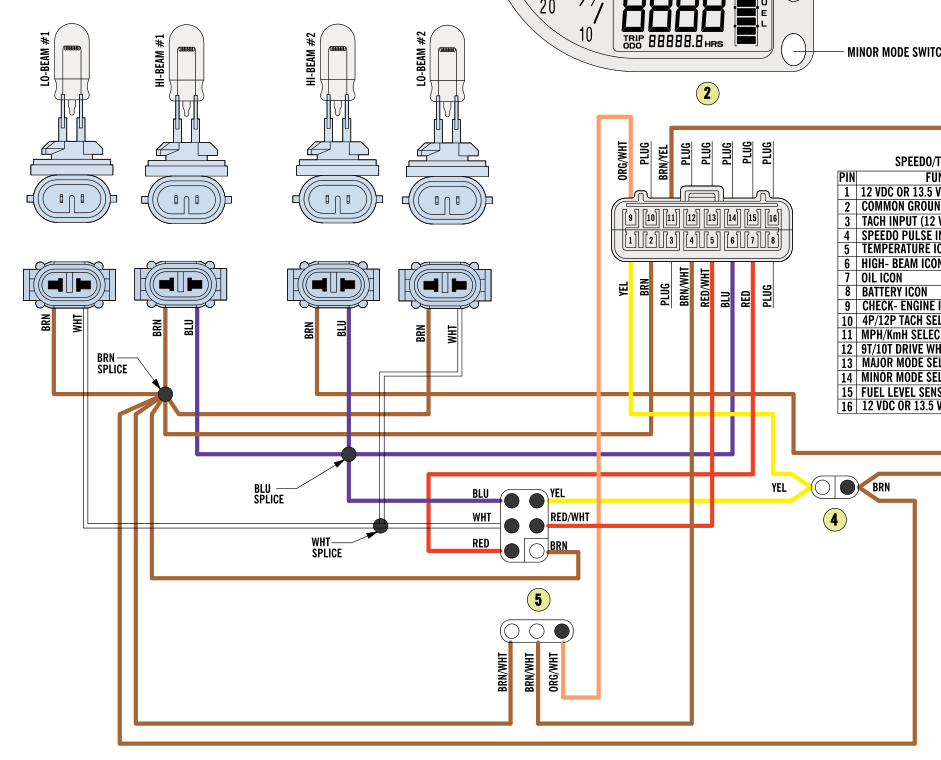 20
10
8888
TRIP
ODO 88888.8 HRS
U
E
L
MINOR MODE SWITC
LO-BEAM #1
HI-BEAM #1
HI-BEAM #2
LO-BEAM #2
2
ORG/WHT
PLUG
BRN/YEL
PLUG
PLUG
PLUG
PLUG
PLUG
9 10 11 12 13 14 15 16
1 2 3 4 5 6 7 8
YEL
BRN
PLUG
BRN/WHT
RED/WHT
BLU
RED
PLUG
SPEEDO/T
PIN FUN
1 12 VDC OR 13.5 V
2 COMMON GROUN
3 TACH INPUT (12 V
4 SPEEDO PULSE IN
5 TEMPERATURE IC
6 HIGH- BEAM ICON
7 OIL ICON
8 BATTERY ICON
9 CHECK- ENGINE I
10 4P/12P TACH SEL
11 MPH/KmH SELEC
12 9T/10T DRIVE WH
13 MAJOR MODE SEL
14 MINOR MODE SEL
15 FUEL LEVEL SENS
16 12 VDC OR 13.5 V
BRN
WHT
BRN
BLU
BRN
BLU
BRN
WHT
BRN
SPLICE
BLU
SPLICE
WHT
SPLICE
BLU
WHT
RED
YEL
RED/WHT
BRN
YEL
BRN
4
5
BRN/WHT
BRN/WHT
ORG/WHT